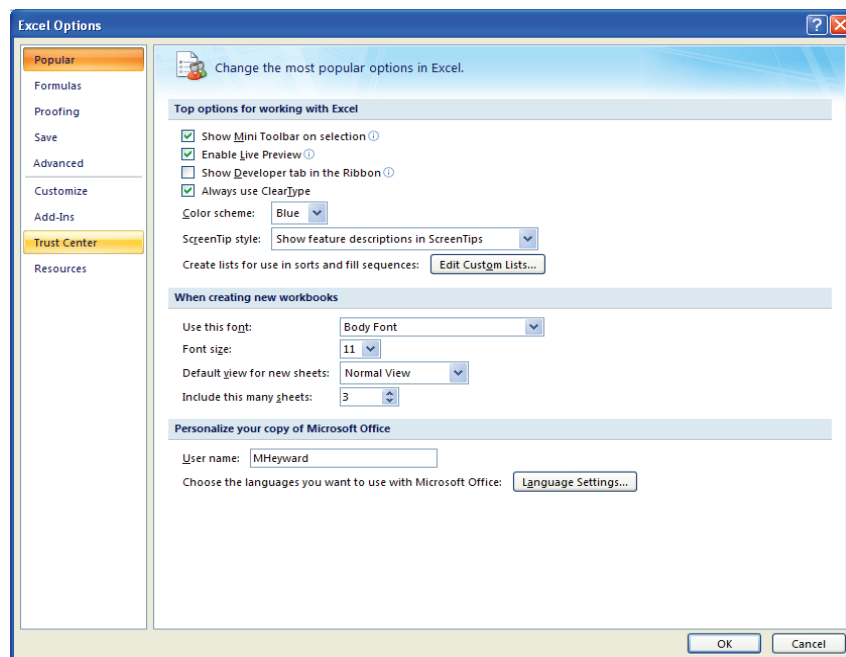 Excel Options
Popular
Formulas
Proofing
Save
Advanced
Customize
Add-Ins
Trust Center
Resources
Change the most popular options in Excel.
Top options for working with Excel
Show Mini Toolbar on selection
Enable Live Preview
Show Developer tab in the Ribbon
Always use ClearType
Color scheme: Blue
ScreenTip style: Show feature descriptions in ScreenTips
Create lists for use in sorts and fill sequences: Edit Custom Lists...
When creating new workbooks
Use this font: Body Font
Font size: 11
Default view for new sheets: Normal View
Include this many sheets: 3
Personalize your copy of Microsoft Office
User name: MHeyward
Choose the languages you want to use with Microsoft Office: Language Settings...
OK Cancel